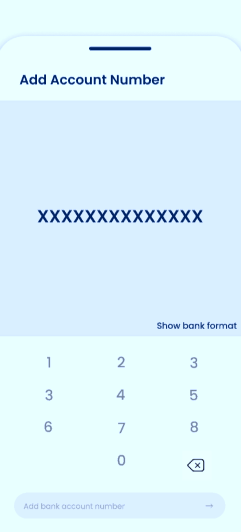 Add Account Number
XXXXXXXXXXXXXX
Show bank format
1 2 3
3 4 5
6 7 8
0
Add bank account number →